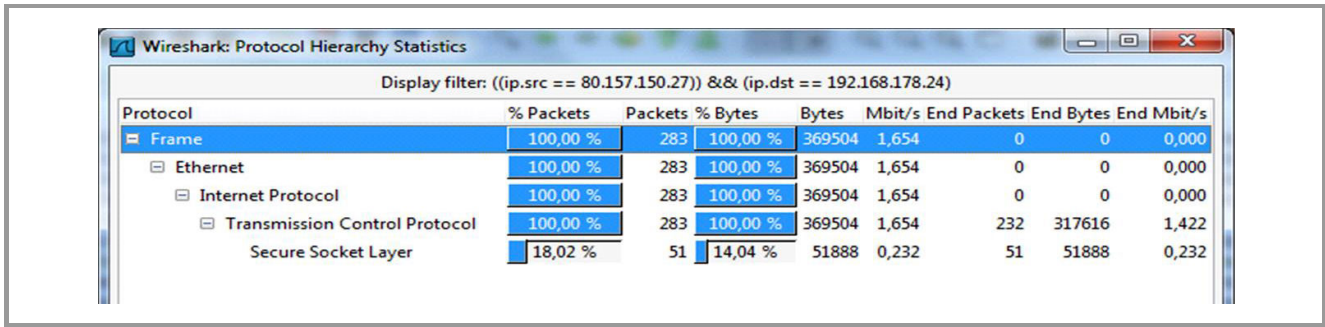 Wireshark: Protocol Hierarchy Statistics
Display filter: ((ip.src == 80.157.150.27)) && (ip.dst == 192.168.178.24)
Protocol % Packets Packets % Bytes Bytes Mbit/s End Packets End Bytes End Mbit/s
Frame 100,00 % 283 100,00 % 369504 1,654 0 0 0,000
Ethernet 100,00 % 283 100,00 % 369504 1,654 0 0 0,000
Internet Protocol 100,00 % 283 100,00 % 369504 1,654 0 0 0,000
Transmission Control Protocol 100,00 % 283 100,00 % 369504 1,654 232 317616 1,422
Secure Socket Layer 18,02 % 51 14,04 % 51888 0,232 51 51888 0,232